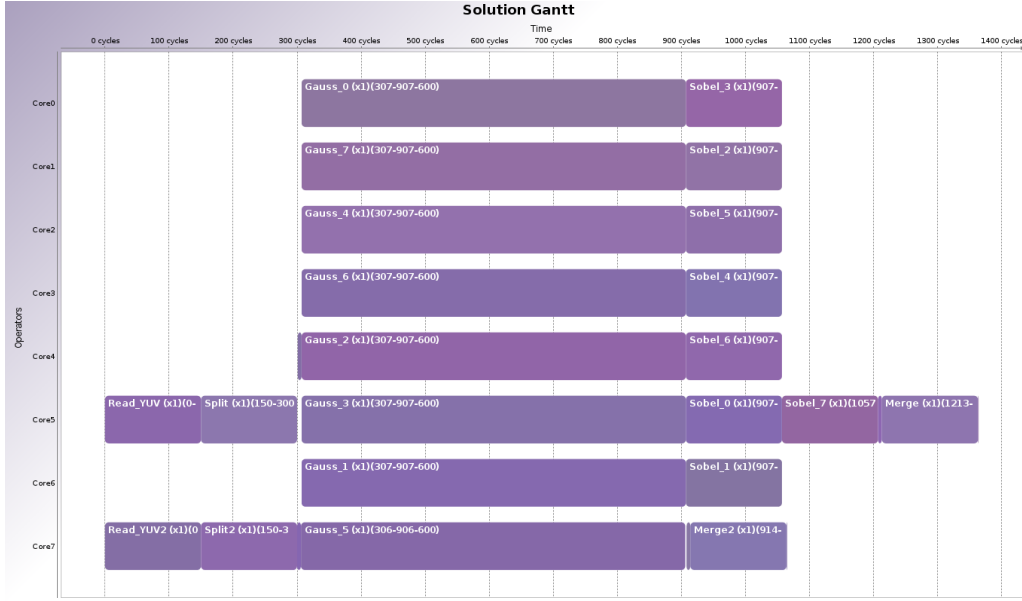 Solution Gantt
Time
0 cycles 100 cycles 200 cycles 300 cycles 400 cycles 500 cycles 600 cycles 700 cycles 800 cycles 900 cycles 1000 cycles 1100 cycles 1200 cycles 1300 cycles 1400 cycles
Operators
Core0 Gauss_0 (x1)(307-907-600) Sobel_3 (x1)(907-
Core1 Gauss_7 (x1)(307-907-600) Sobel_2 (x1)(907-
Core2 Gauss_4 (x1)(307-907-600) Sobel_5 (x1)(907-
Core3 Gauss_6 (x1)(307-907-600) Sobel_4 (x1)(907-
Core4 Gauss_2 (x1)(307-907-600) Sobel_6 (x1)(907-
Core5 Read_YUV (x1)(0- Split (x1)(150-300 Gauss_3 (x1)(307-907-600) Sobel_0 (x1)(907- Sobel_7 (x1)(1057 Merge (x1)(1213-
Core6 Gauss_1 (x1)(307-907-600) Sobel_1 (x1)(907-
Core7 Read_YUV2 (x1)(0 Split2 (x1)(150-3 Gauss_5 (x1)(306-906-600) Merge2 (x1)(914-